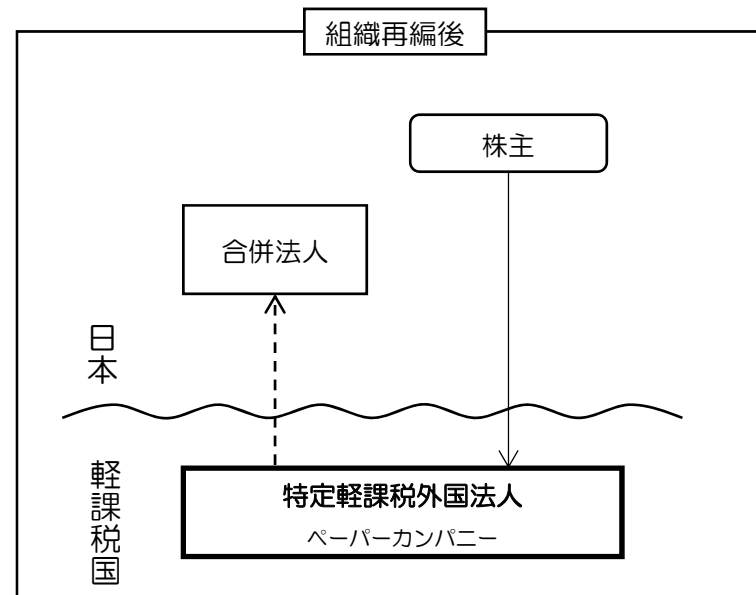 組織再編後
株主
合併法人
日本
軽課税国
特定軽課税外国法人
ペーパーカンパニー